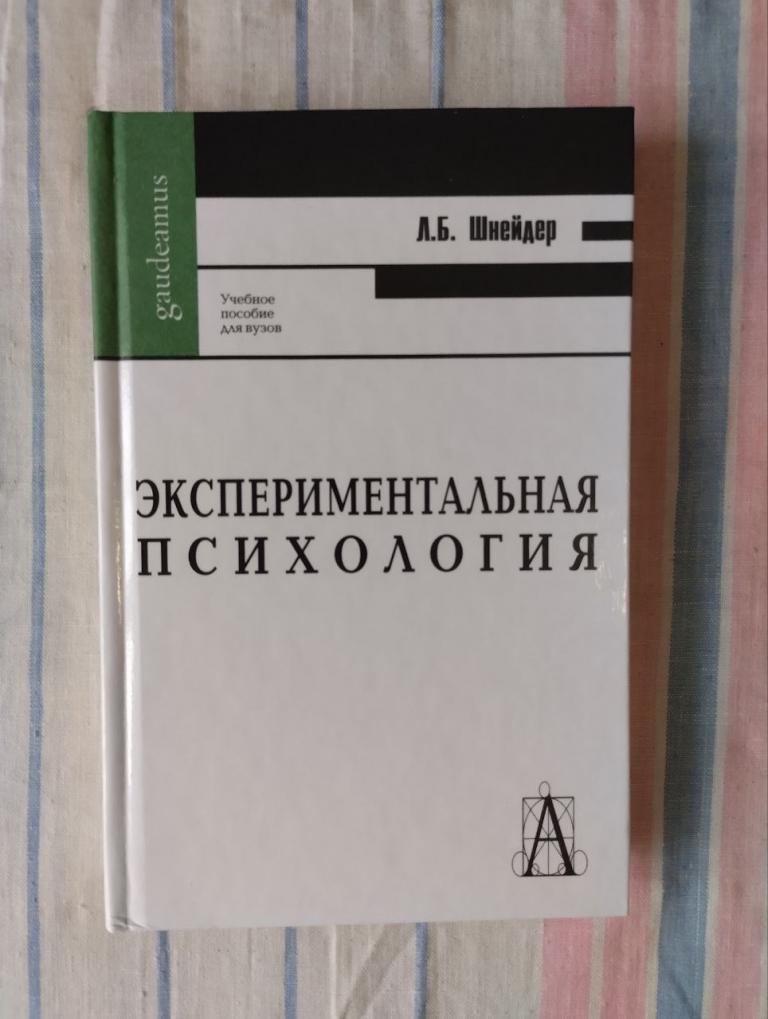 gaudeamus
Л.Б. Шнейдер
Учебное
пособие
для вузов
ЭКСПЕРИМЕНТАЛЬНАЯ
ПСИХОЛОГИЯ
А